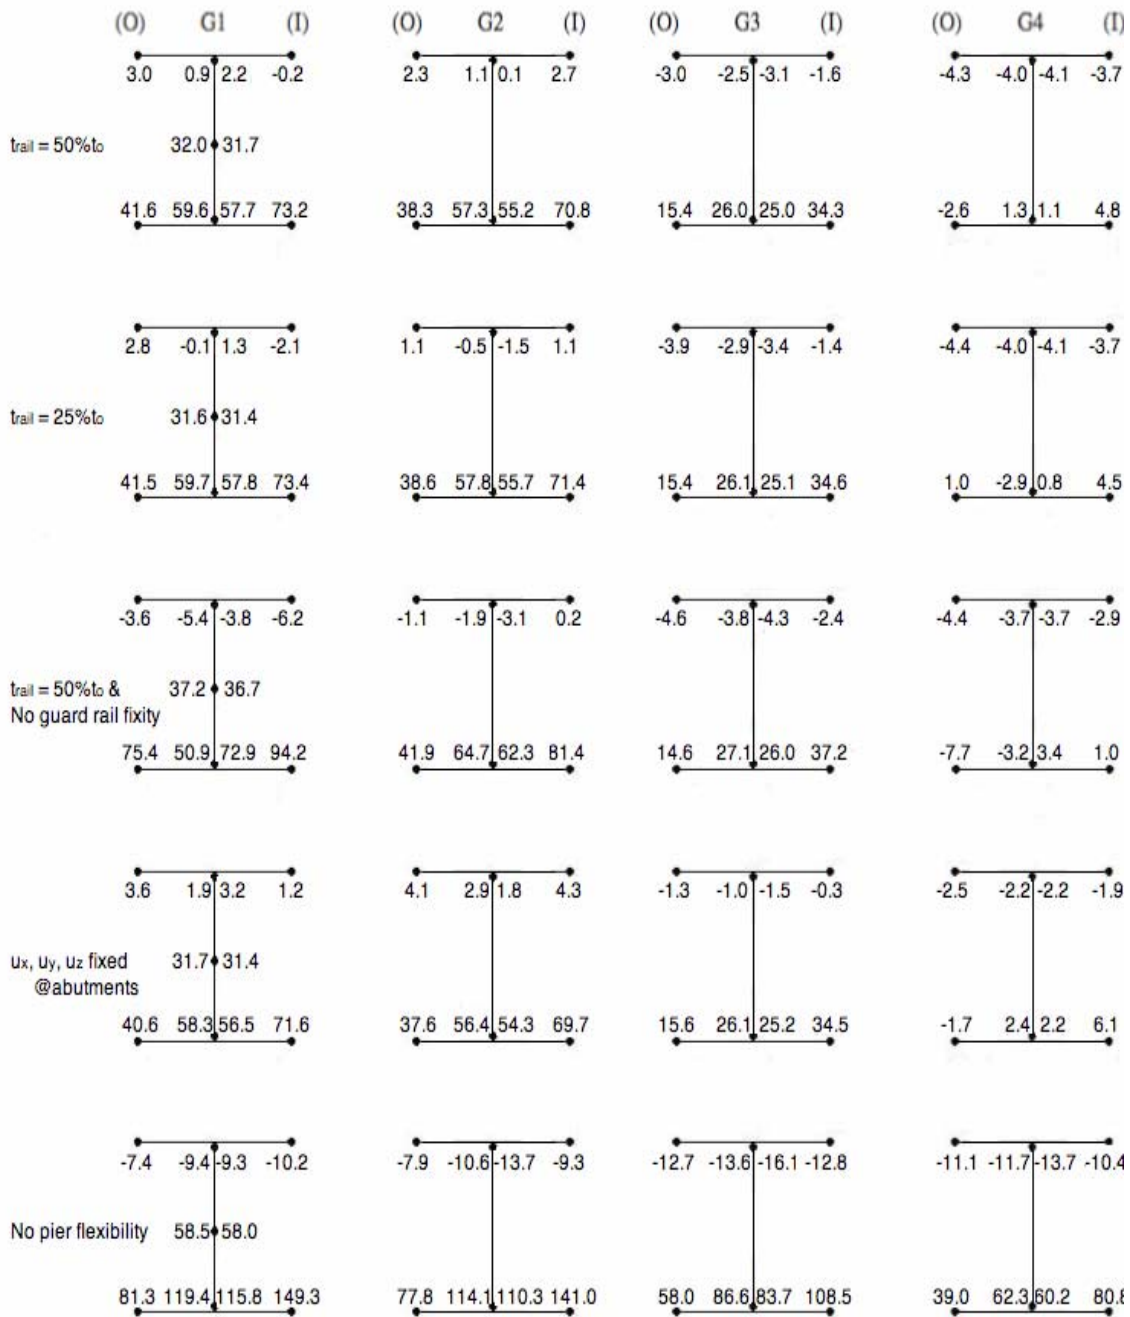 (O) G1 (I) (O) G2 (I) (O) G3 (I) (O) G4 (I)
3.0 0.9 2.2 -0.2 2.3 1.1 0.1 2.7 -3.0 -2.5 -3.1 -1.6 -4.3 -4.0 -4.1 -3.7
trail = 50%to 32.0 31.7
41.6 59.6 57.7 73.2 38.3 57.3 55.2 70.8 15.4 26.0 25.0 34.3 -2.6 1.3 1.1 4.8
2.8 -0.1 1.3 -2.1 1.1 -0.5 -1.5 1.1 -3.9 -2.9 -3.4 -1.4 -4.4 -4.0 -4.1 -3.7
trail = 25%to 31.6 31.4
41.5 59.7 57.8 73.4 38.6 57.8 55.7 71.4 15.4 26.1 25.1 34.6 1.0 -2.9 0.8 4.5
-3.6 -5.4 -3.8 -6.2 -1.1 -1.9 -3.1 0.2 -4.6 -3.8 -4.3 -2.4 -4.4 -3.7 -3.7 -2.9
trail = 50%to & 37.2 36.7
No guard rail fixity
75.4 50.9 72.9 94.2 41.9 64.7 62.3 81.4 14.6 27.1 26.0 37.2 -7.7 -3.2 3.4 1.0
3.6 1.9 3.2 1.2 4.1 2.9 1.8 4.3 -1.3 -1.0 -1.5 -0.3 -2.5 -2.2 -2.2 -1.9
ux, uy, uz fixed 31.7 31.4
@abutments
40.6 58.3 56.5 71.6 37.6 56.4 54.3 69.7 15.6 26.1 25.2 34.5 -1.7 2.4 2.2 6.1
-7.4 -9.4 -9.3 -10.2 -7.9 -10.6 -13.7 -9.3 -12.7 -13.6 -16.1 -12.8 -11.1 -11.7 -13.7 -10.4
No pier flexibility 58.5 58.0
81.3 119.4 115.8 149.3 77.8 114.1 110.3 141.0 58.0 86.6 83.7 108.5 39.0 62.3 60.2 80.8